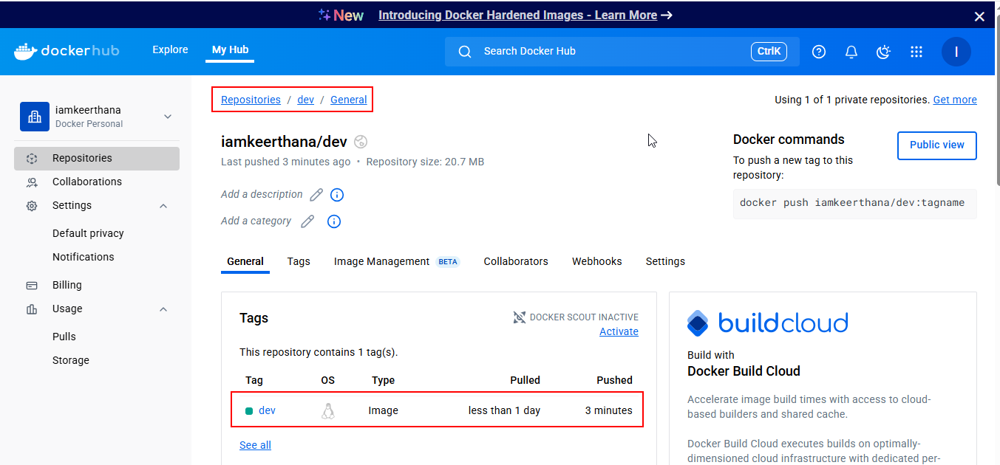 New Introducing Docker Hardened Images - Learn More →
dockerhub Explore My Hub Search Docker Hub CtrlK I
Repositories / dev / General
Using 1 of 1 private repositories. Get more
iamkeerthana
Docker Personal
Repositories
Collaborations
Settings
Default privacy
Notifications
Billing
Usage
Pulls
Storage
iamkeerthana/dev
Last pushed 3 minutes ago • Repository size: 20.7 MB
Add a description
Add a category
Docker commands
To push a new tag to this
repository:
docker push iamkeerthana/dev:tagname
Public view
General Tags Image Management BETA Collaborators Webhooks Settings
Tags
DOCKER SCOUT INACTIVE
Activate
This repository contains 1 tag(s).
Tag OS Type Pulled Pushed
dev Image less than 1 day 3 minutes
See all
buildcloud
Build with
Docker Build Cloud
Accelerate image build times with access to cloud-
based builders and shared cache.
Docker Build Cloud executes builds on optimally-
dimensioned cloud infrastructure with dedicated per-